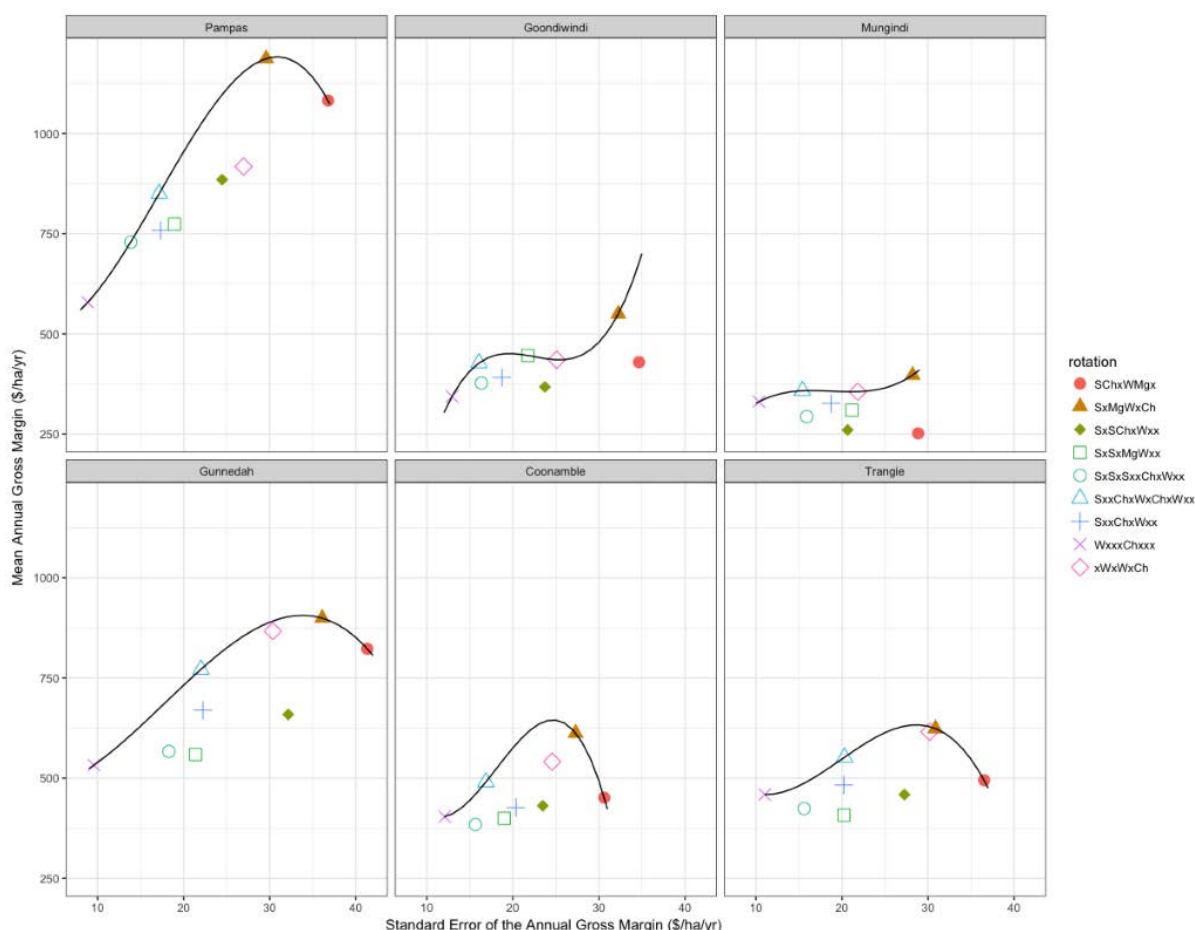 Pampas
Goondiwindi
Mungindi
Mean Annual Gross Margin ($/ha/yr)
1000
750
500
250
Gunnedah
Coonamble
Trangie
1000
750
500
250
10 20 30 40
10 20 30 40
10 20 30 40
Standard Error of the Annual Gross Margin ($/ha/yr)
rotation
SChxWMgx
SxMgWxCh
SxSChxWxx
SxSxMgWxx
SxSxSxxChxWxx
SxxChxWxChxWxx
SxxChxWxx
WxxxChxxx
xWxWxCh